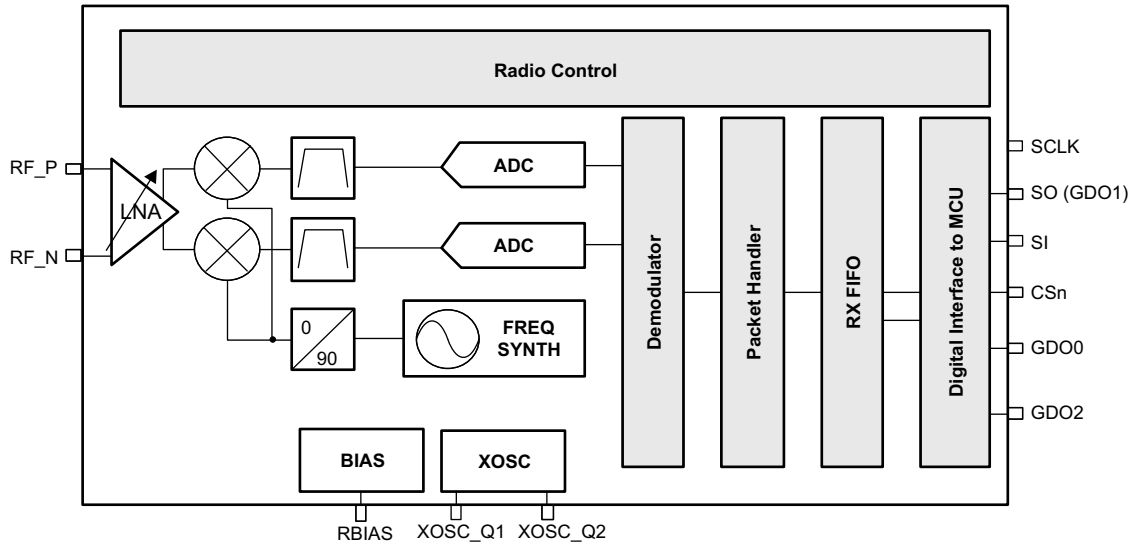 Radio Control
RF_P
LNA
RF_N
ADC
ADC
0
90
FREQ
SYNTH
BIAS
XOSC
RBIAS
XOSC_Q1
XOSC_Q2
Demodulator
Packet Handler
RX FIFO
Digital Interface to MCU
SCLK
SO (GDO1)
SI
CSn
GDO0
GDO2